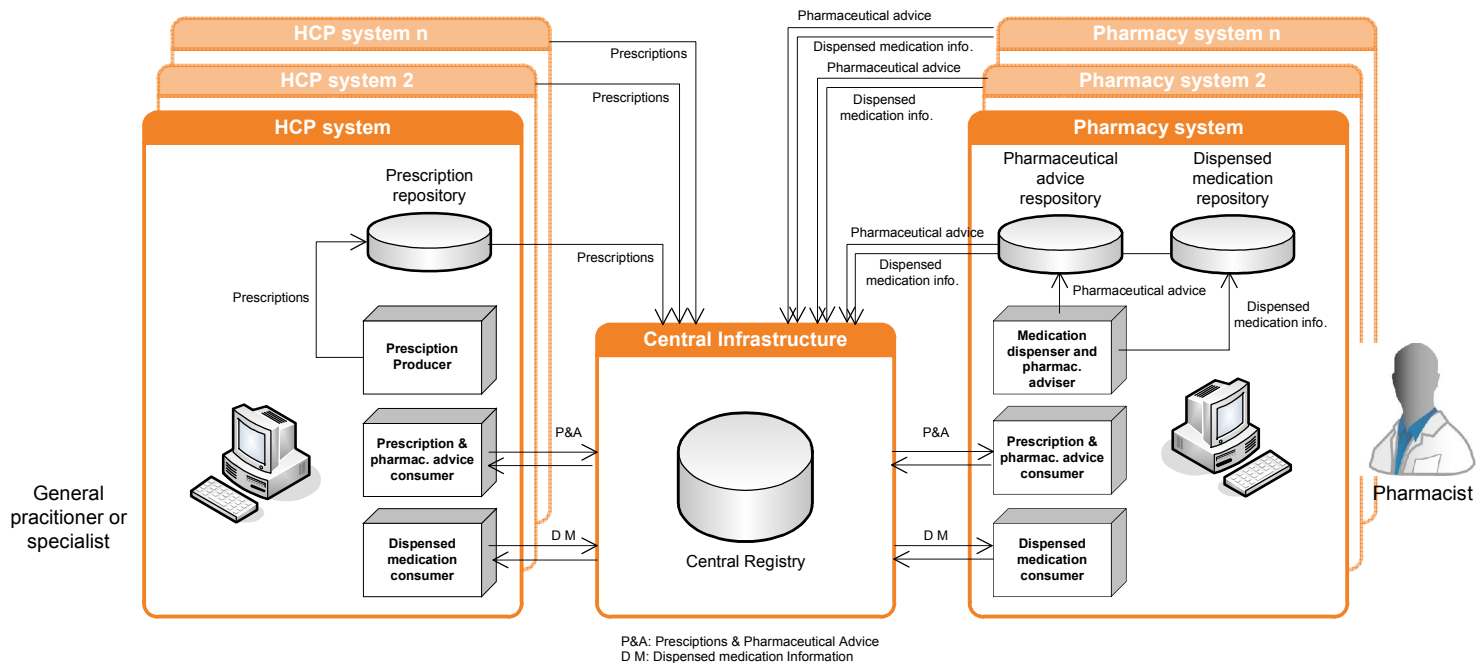 HCP system n
HCP system 2
HCP system
Prescription
repository
Prescriptions
Presciption
Producer
Prescription &
pharmac. advice
consumer
Dispensed
medication
consumer
General
pracitioner or
specialist
Prescriptions
Prescriptions
Prescriptions
P&A
D M
Central Infrastructure
Central Registry
Pharmaceutical advice
Dispensed medication info.
Pharmaceutical advice
Dispensed
medication info.
Pharmaceutical advice
Dispensed
medication info.
P&A
D M
Pharmacy system n
Pharmacy system 2
Pharmacy system
Pharmaceutical
advice
respository
Dispensed
medication
repository
Pharmaceutical advice
Dispensed
medication info.
Medication
dispenser and
pharmac.
adviser
Prescription &
pharmac. advice
consumer
Dispensed
medication
consumer
Pharmacist
P&A: Presciptions & Pharmaceutical Advice
D M: Dispensed medication Information